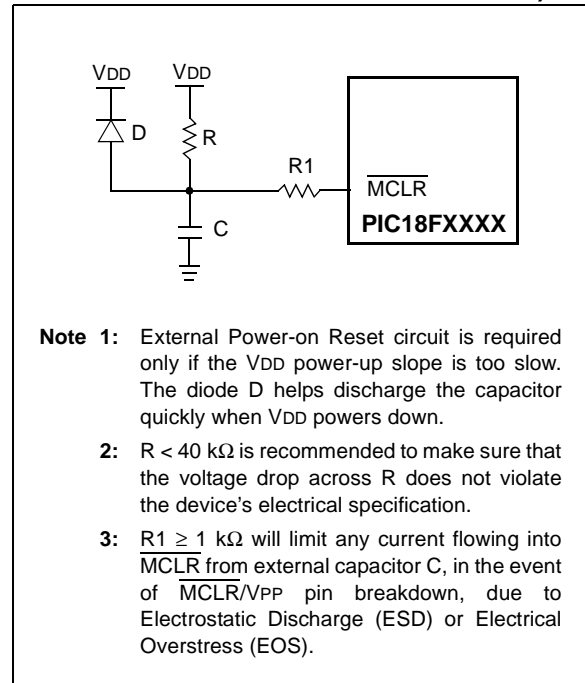 VDD VDD
D
R
R1
C
MCLR
PIC18FXXXX
Note 1: External Power-on Reset circuit is required
only if the VDD power-up slope is too slow.
The diode D helps discharge the capacitor
quickly when VDD powers down.
2: R < 40 kΩ is recommended to make sure that
the voltage drop across R does not violate
the device's electrical specification.
3: R1 ≥ 1 kΩ will limit any current flowing into
MCLR from external capacitor C, in the event
of MCLR/VPP pin breakdown, due to
Electrostatic Discharge (ESD) or Electrical
Overstress (EOS).